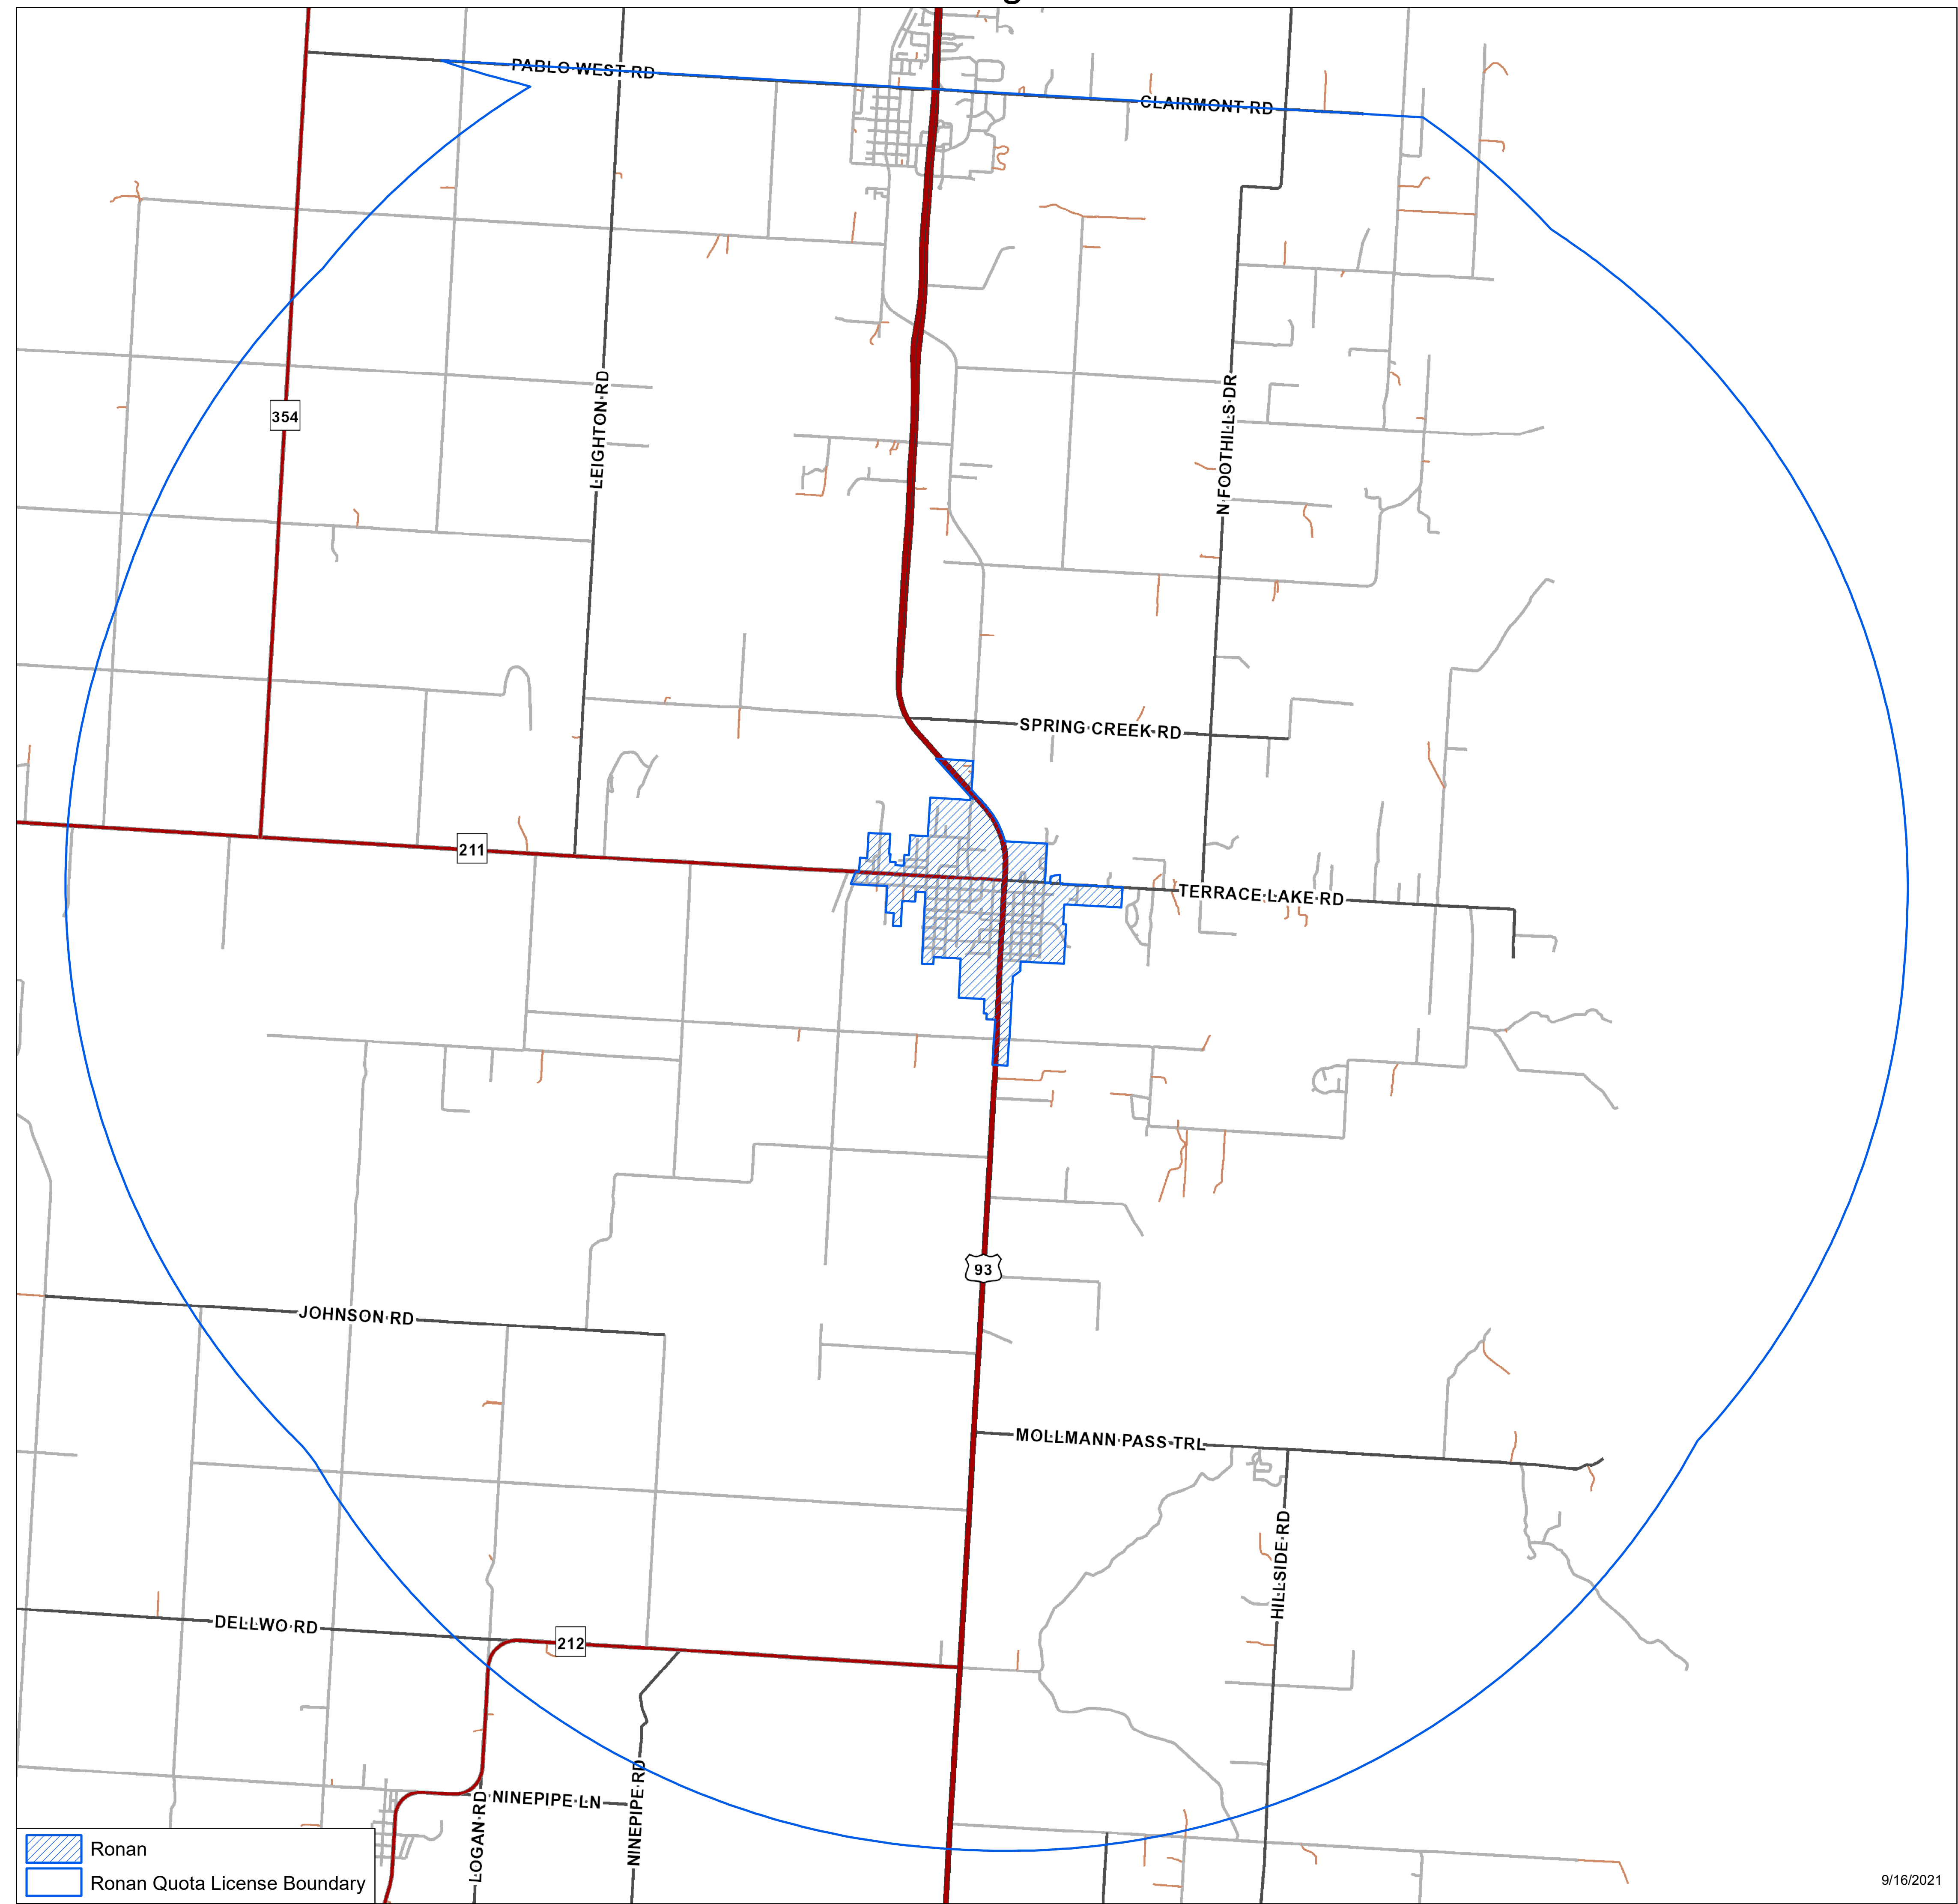 PABLO WEST RD
CLAIRMONT RD
354
LEIGHTON RD
N FOOTHILLS DR
SPRING CREEK RD
211
TERRACE LAKE RD
93
JOHNSON RD
MOLLMANN PASS TRL
HILLSIDE RD
DELLWO RD
212
NINEPIPE LN
NINEPIPE RD
LOGAN RD
Ronan
Ronan Quota License Boundary
9/16/2021